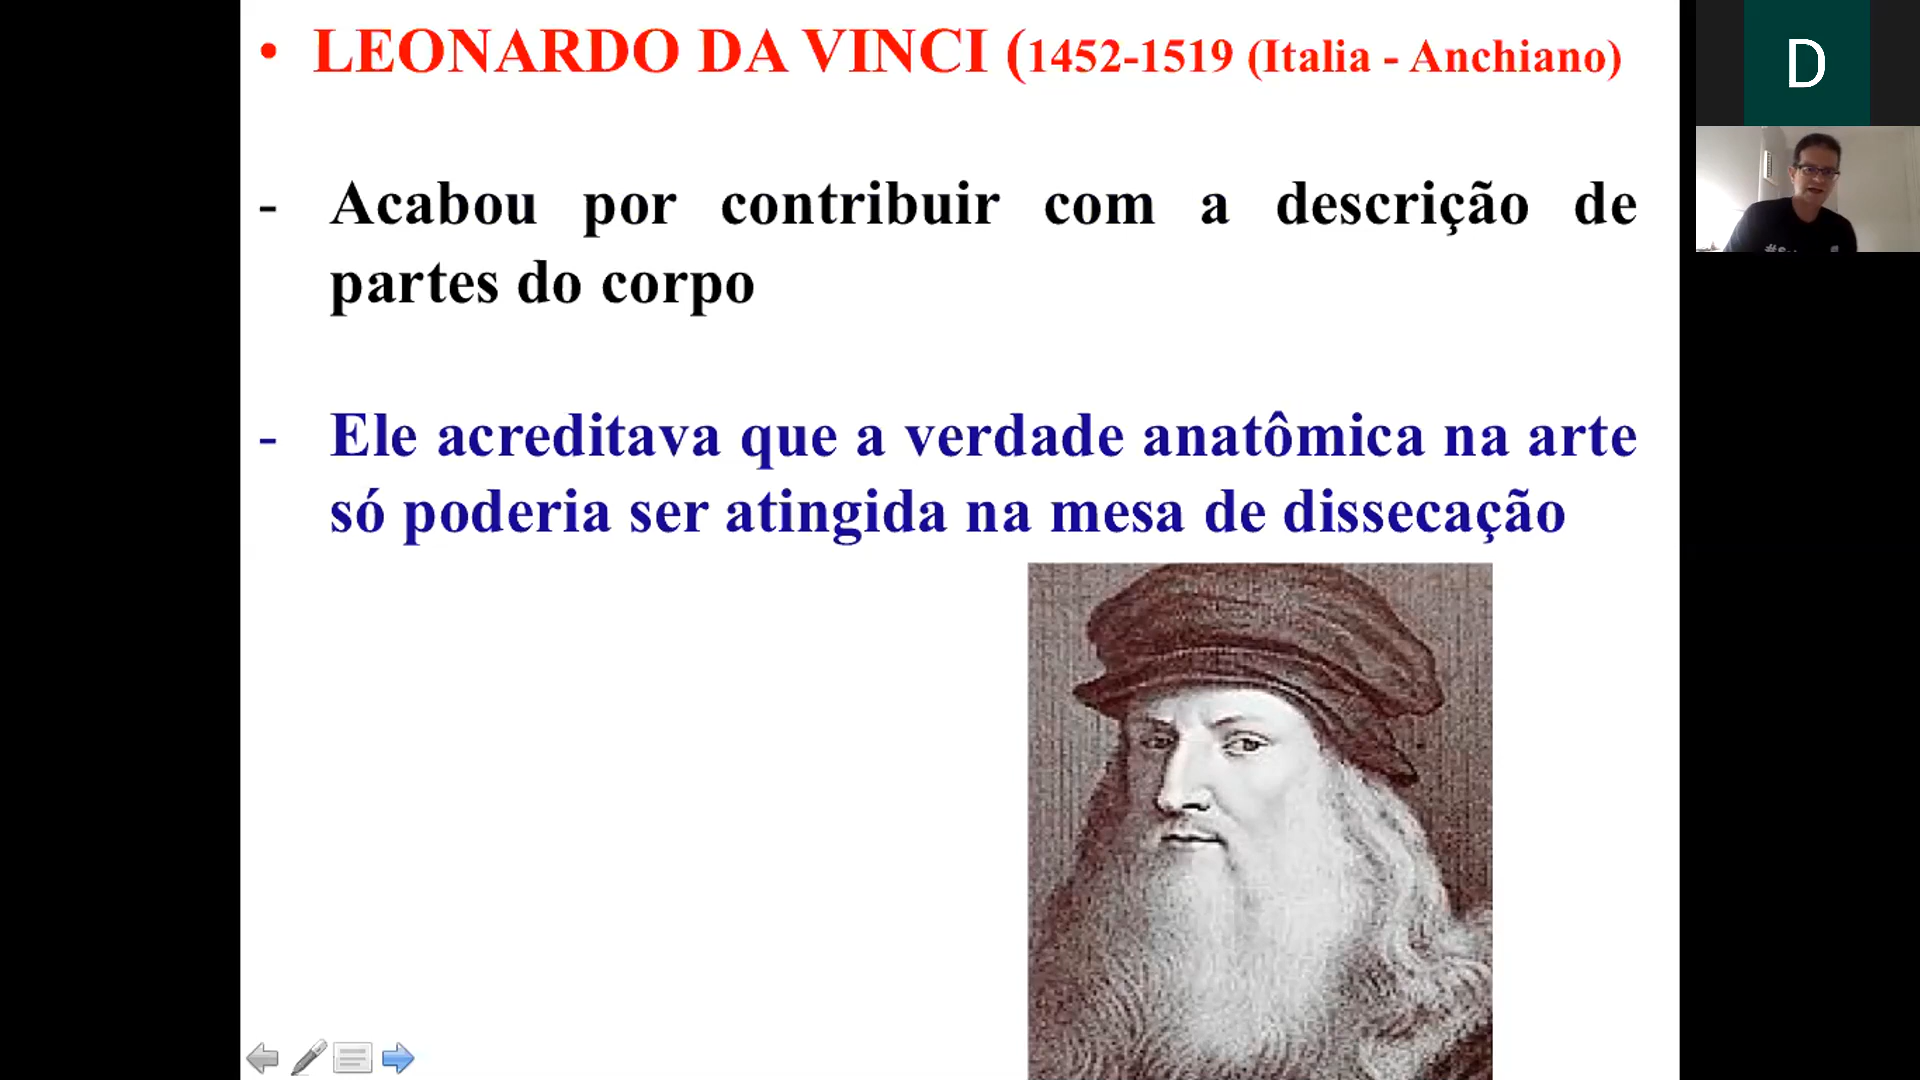 • LEONARDO DA VINCI (1452-1519 (Italia - Anchiano)
- Acabou por contribuir com a descrição de
partes do corpo
- Ele acreditava que a verdade anatômica na arte
só poderia ser atingida na mesa de dissecação
D